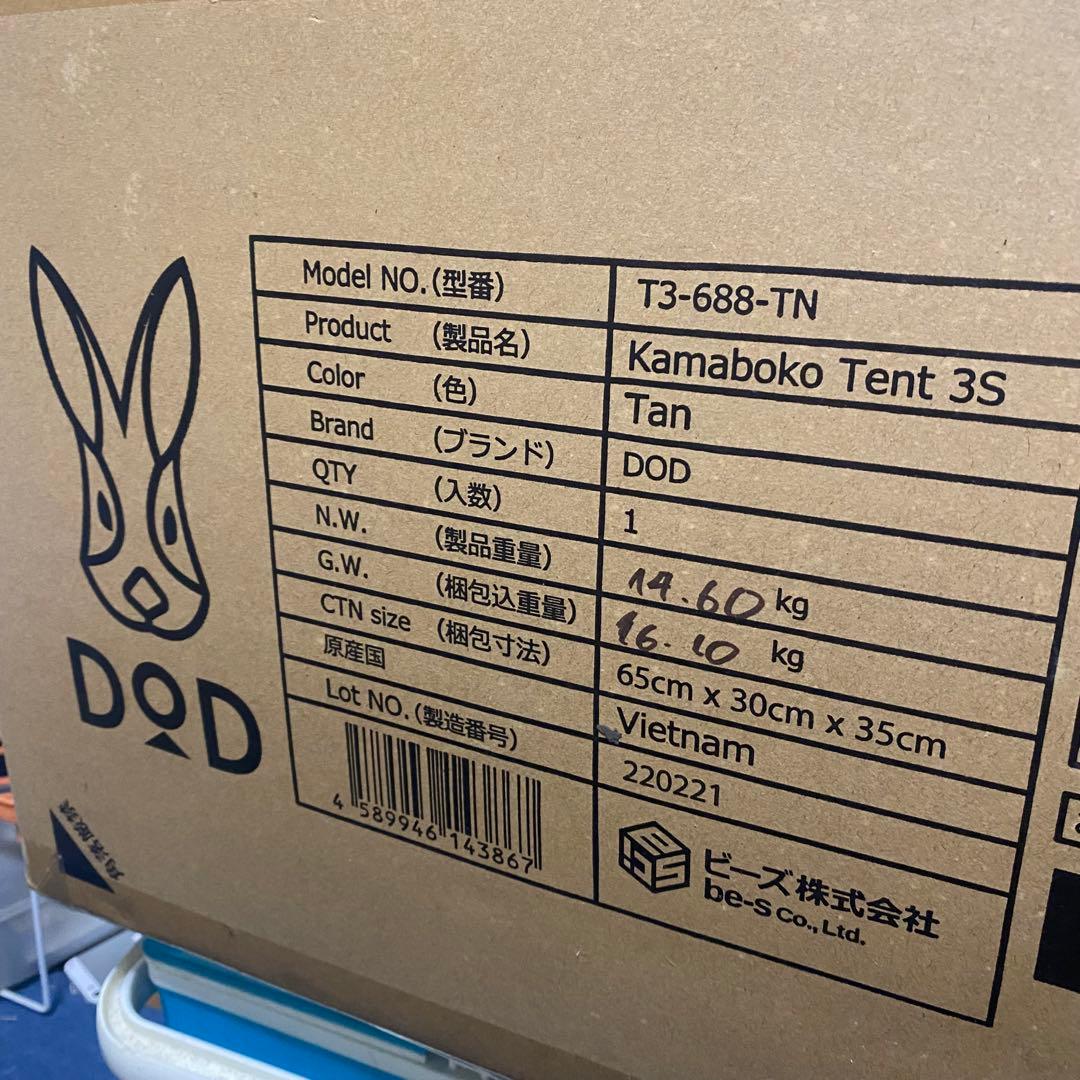 Model NO.(型番) T3-688-TN
Product (製品名) Kamaboko Tent 3S
Color (色) Tan
Brand (ブランド) DOD
QTY (入数) 1
N.W. (製品重量) 14.60 kg
G.W. (梱包込重量) 16.10 kg
CTN size (梱包寸法) 65cm x 30cm x 35cm
原産国 Vietnam
Lot NO.(製造番号) 220221
4 589946 143867
ビーズ株式会社
be-s Co.,Ltd.
DOD
角落厳禁